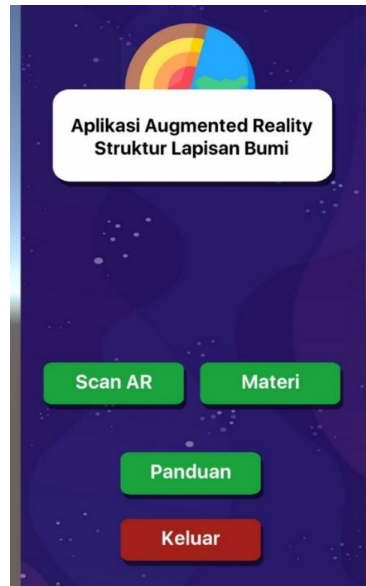 Aplikasi Augmented Reality
Struktur Lapisan Bumi
Scan AR
Materi
Panduan
Keluar